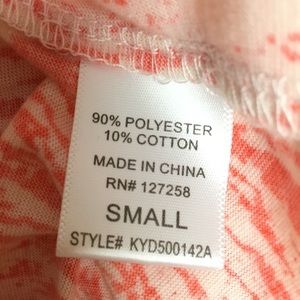 90% POLYESTER
10% COTTON
MADE IN CHINA
RN# 127258
SMALL
STYLE# KYD500142A